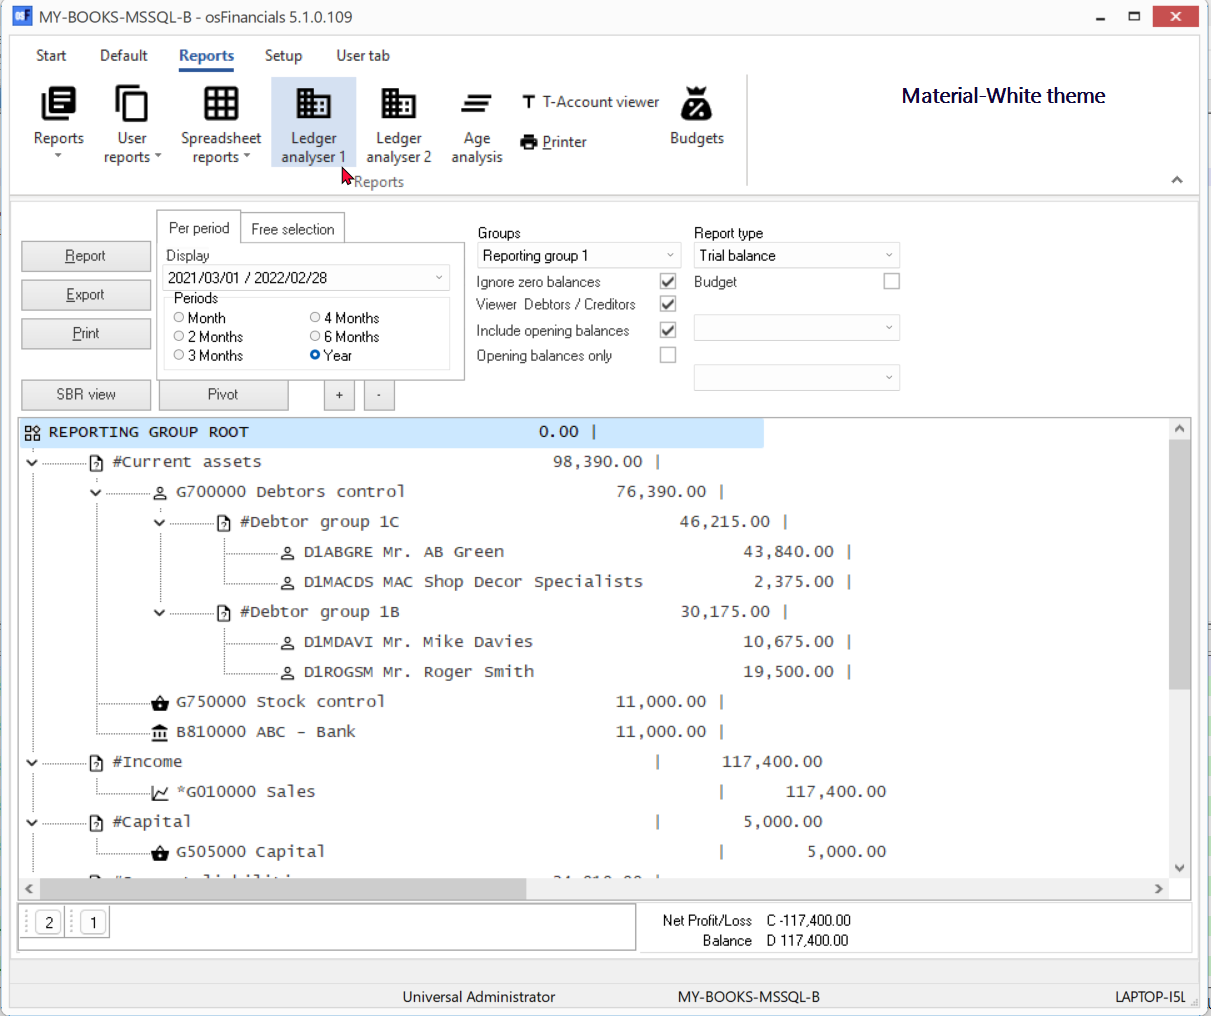 MY-BOOKS-MSSQL-B - osFinancials 5.1.0.109
Start Default Reports Setup User tab
Reports
User reports
Spreadsheet reports
Ledger analyser 1
Ledger analyser 2
Age analysis
T-Account viewer
Printer
Budgets
Reports
Material-White theme
Report
Export
Print
SBR view
Pivot
+
-
Per period Free selection
Display
2021/03/01 / 2022/02/28
Periods
Month 4 Months
2 Months 6 Months
3 Months Year
Groups
Reporting group 1
Ignore zero balances
Viewer Debtors / Creditors
Include opening balances
Opening balances only
Report type
Trial balance
Budget
REPORTING GROUP ROOT 0.00 |
#Current assets 98,390.00 |
G700000 Debtors control 76,390.00 |
#Debtor group 1C 46,215.00 |
D1ABGRE Mr. AB Green 43,840.00 |
D1MACDS MAC Shop Decor Specialists 2,375.00 |
#Debtor group 1B 30,175.00 |
D1MDAVI Mr. Mike Davies 10,675.00 |
D1ROGSM Mr. Roger Smith 19,500.00 |
G750000 Stock control 11,000.00 |
B810000 ABC - Bank 11,000.00 |
#Income | 117,400.00
*G010000 Sales | 117,400.00
#Capital | 5,000.00
G505000 Capital | 5,000.00
2 1
Net Profit/Loss C -117,400.00
Balance D 117,400.00
Universal Administrator MY-BOOKS-MSSQL-B LAPTOP-I5L